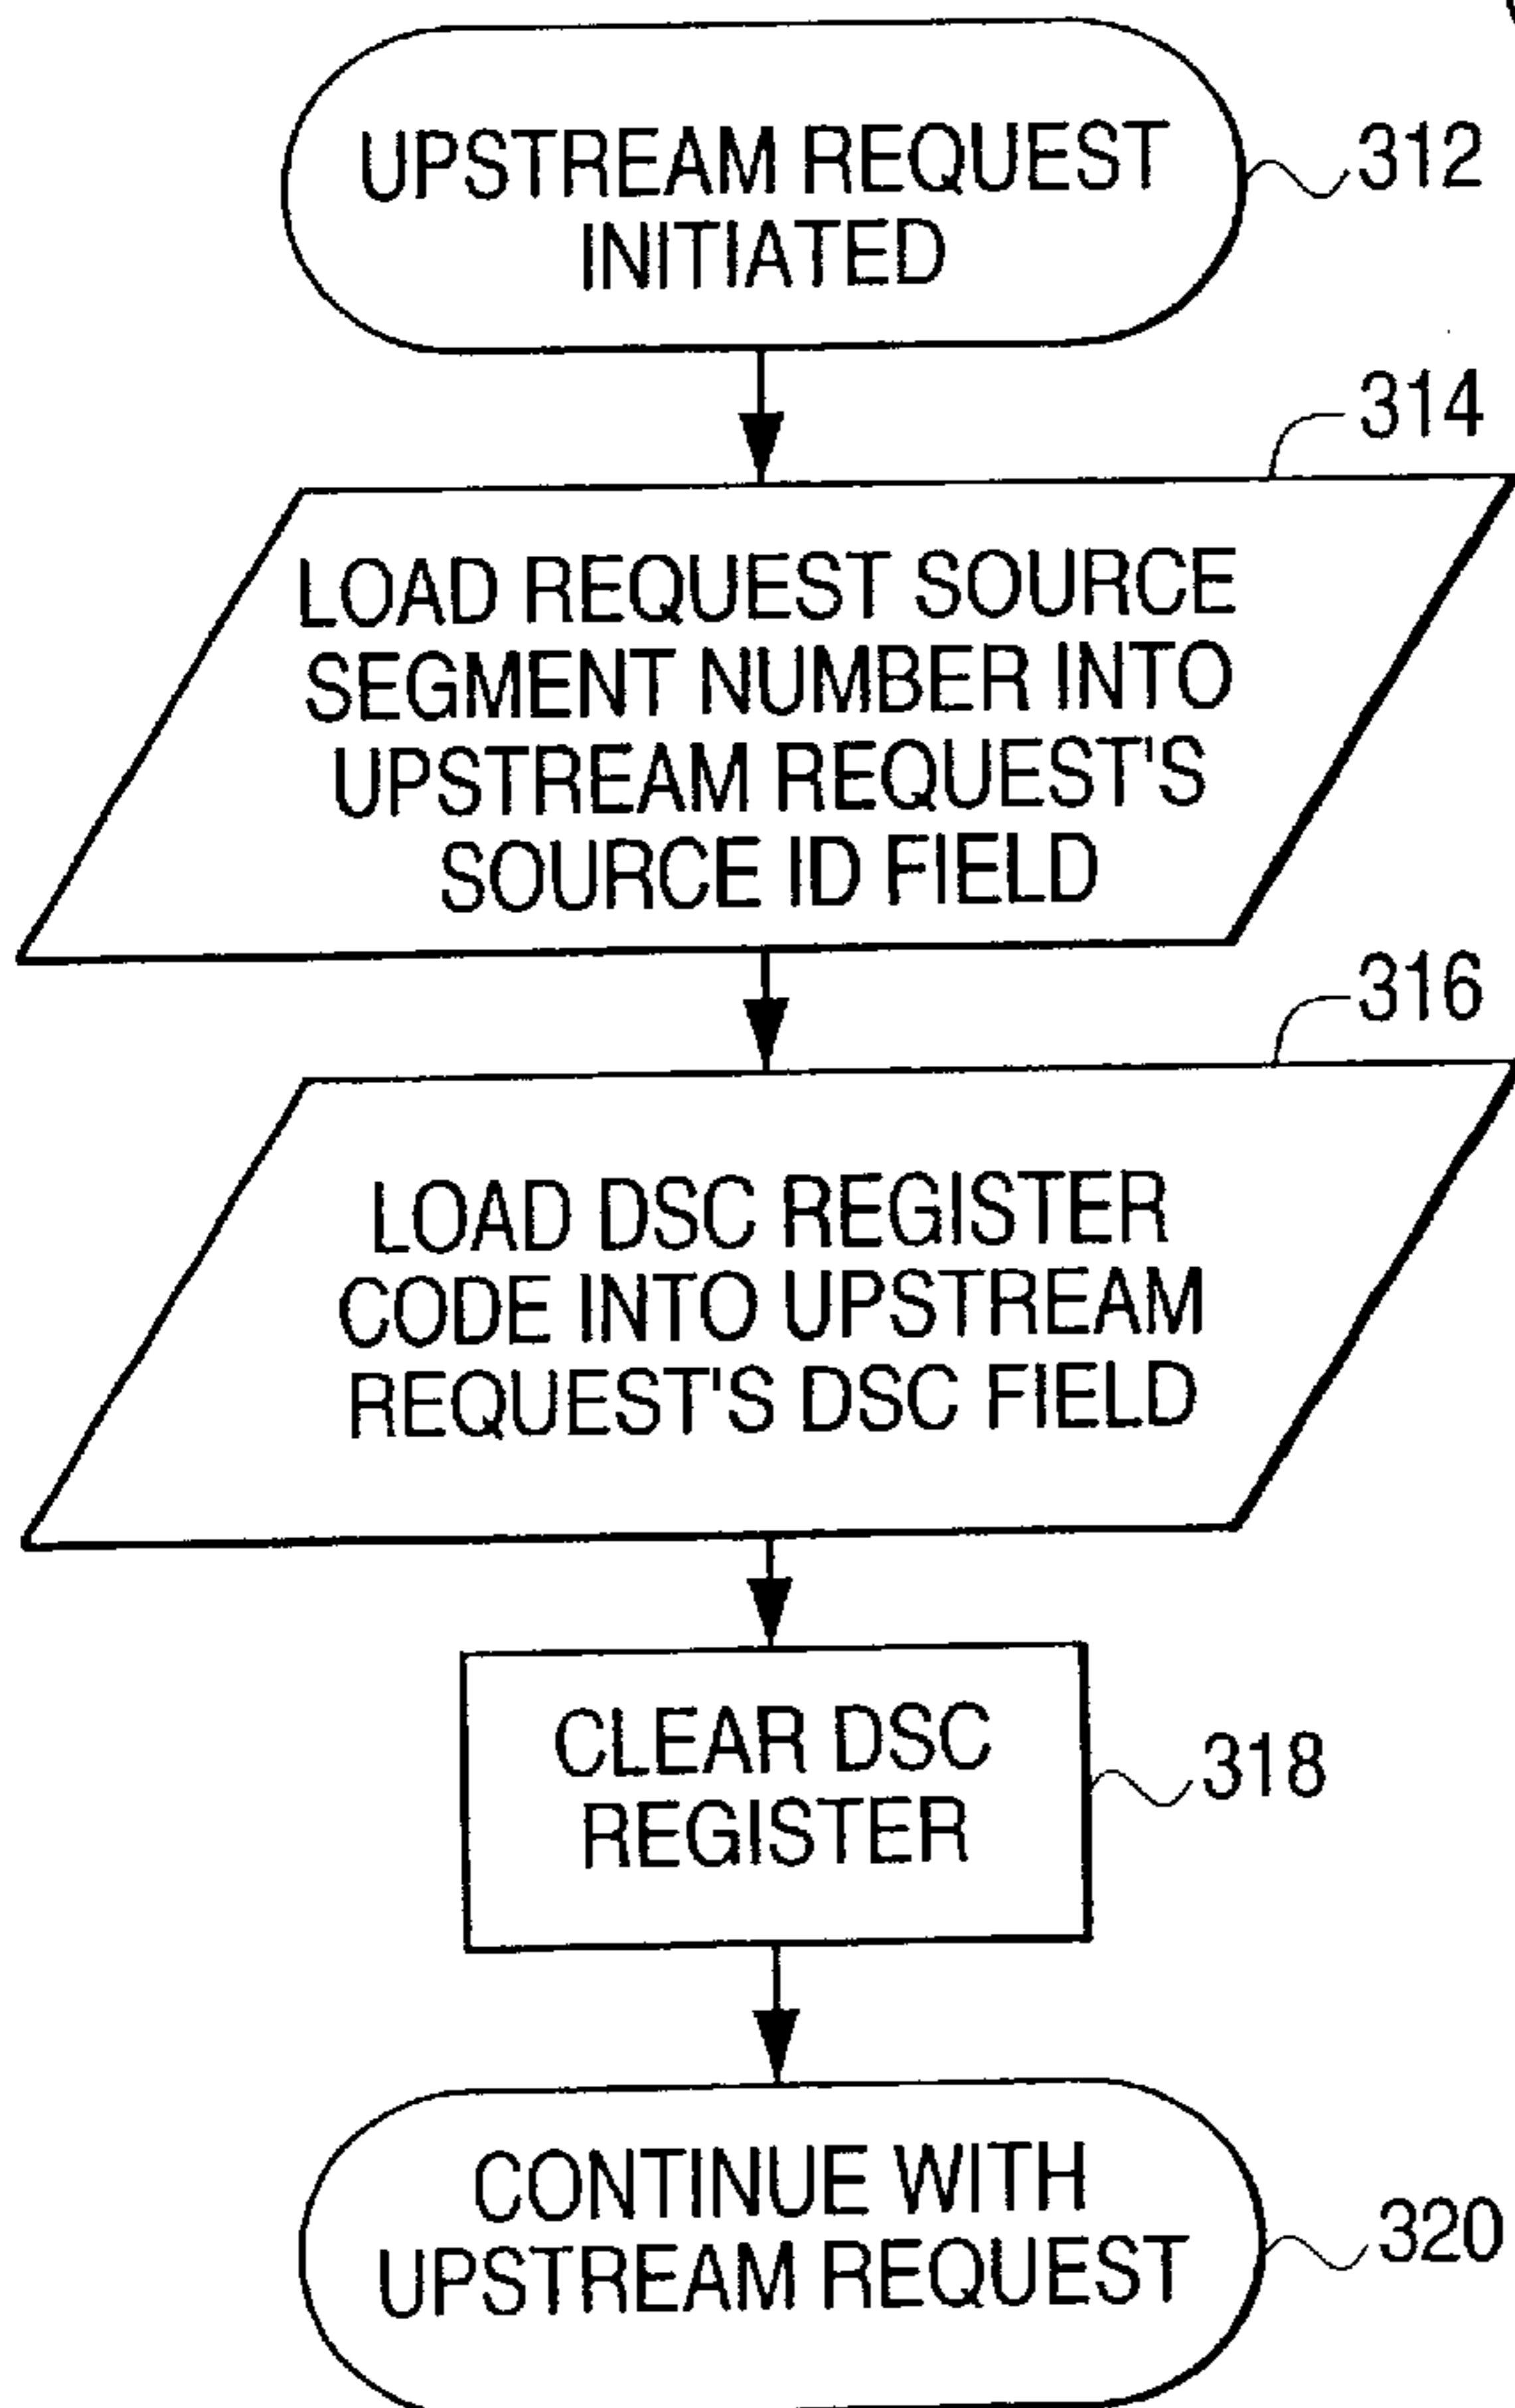 UPSTREAM REQUEST
INITIATED
312
314
LOAD REQUEST SOURCE
SEGMENT NUMBER INTO
UPSTREAM REQUEST'S
SOURCE ID FIELD
316
LOAD DSC REGISTER
CODE INTO UPSTREAM
REQUEST'S DSC FIELD
CLEAR DSC
REGISTER
318
CONTINUE WITH
UPSTREAM REQUEST
320